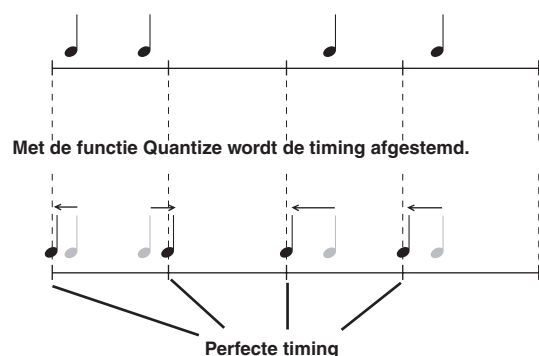 Met de functie Quantize wordt de timing afgestemd.
Perfecte timing